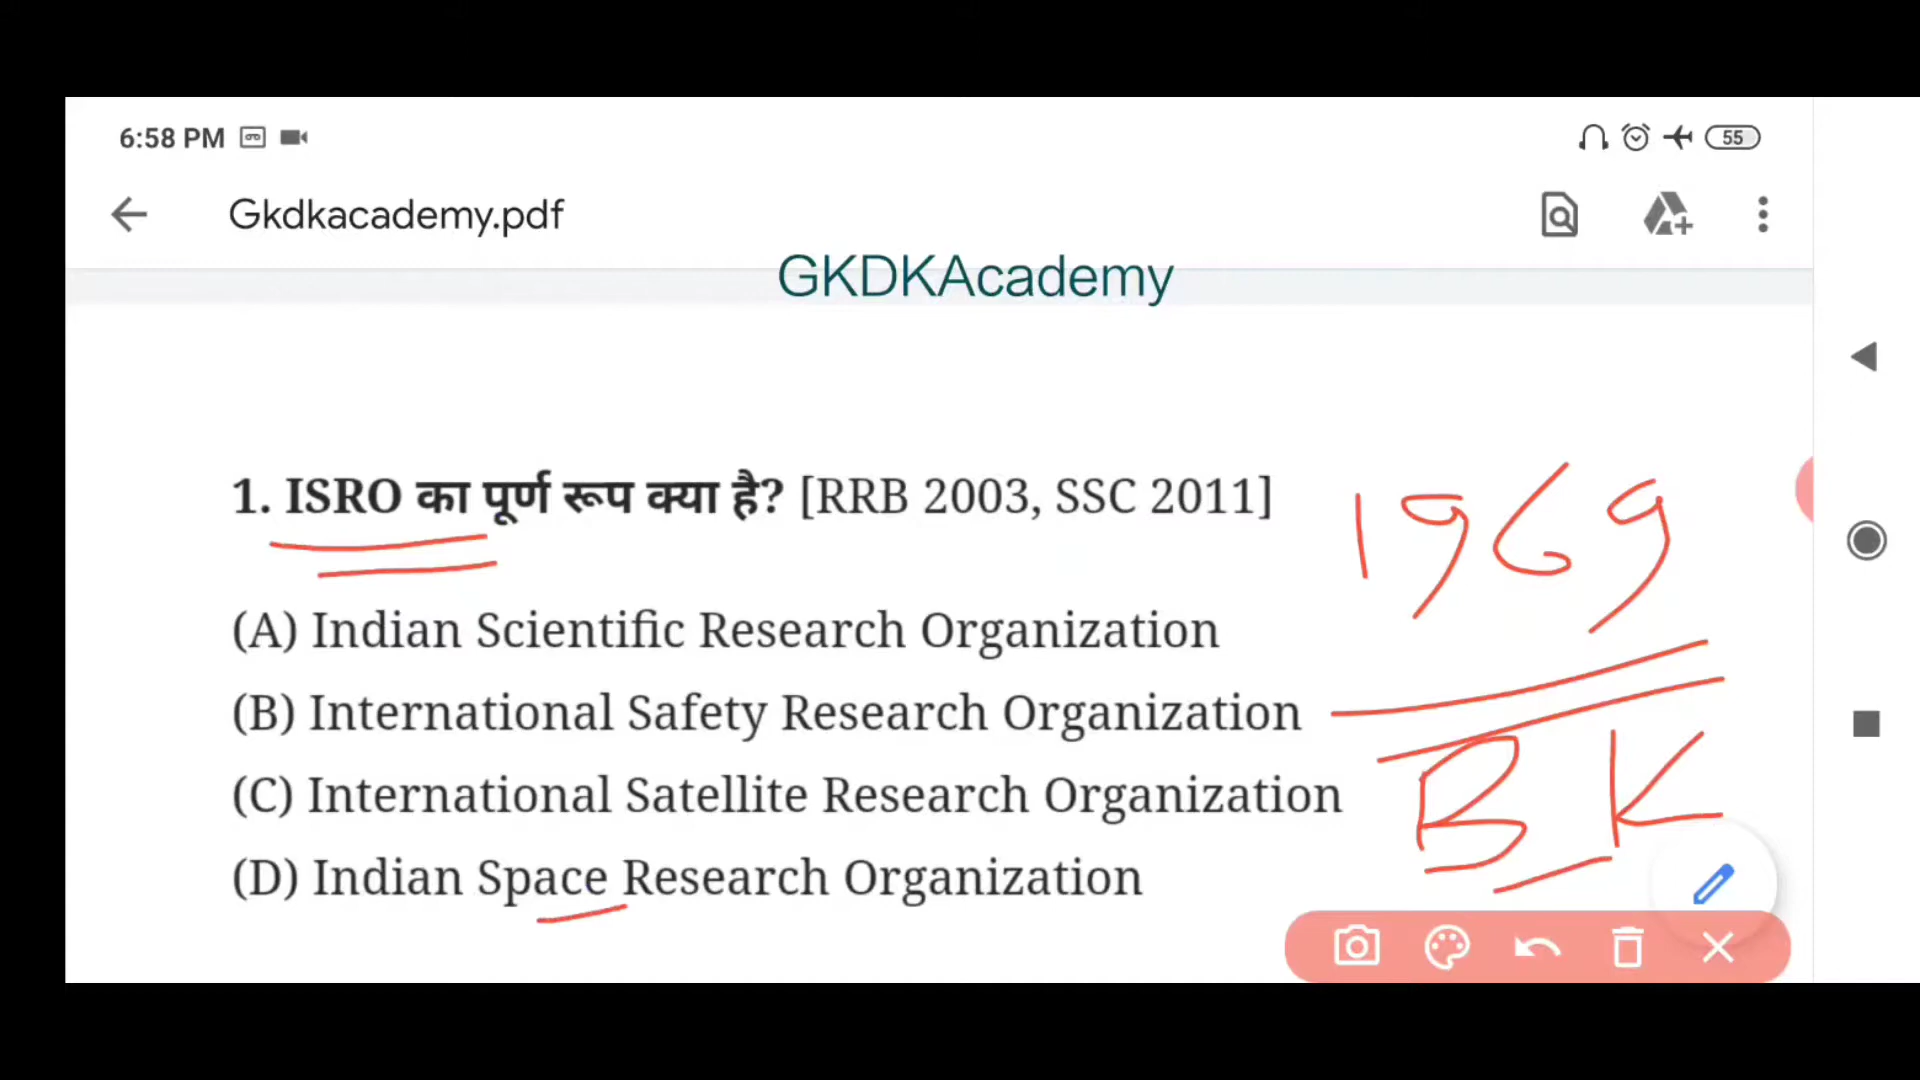 6:58 PM 55
Gkdkacademy.pdf
GKDKAcademy
1. ISRO का पूर्ण रूप क्या है? [RRB 2003, SSC 2011]
1969
(A) Indian Scientific Research Organization
(B) International Safety Research Organization
(C) International Satellite Research Organization
B K
(D) Indian Space Research Organization